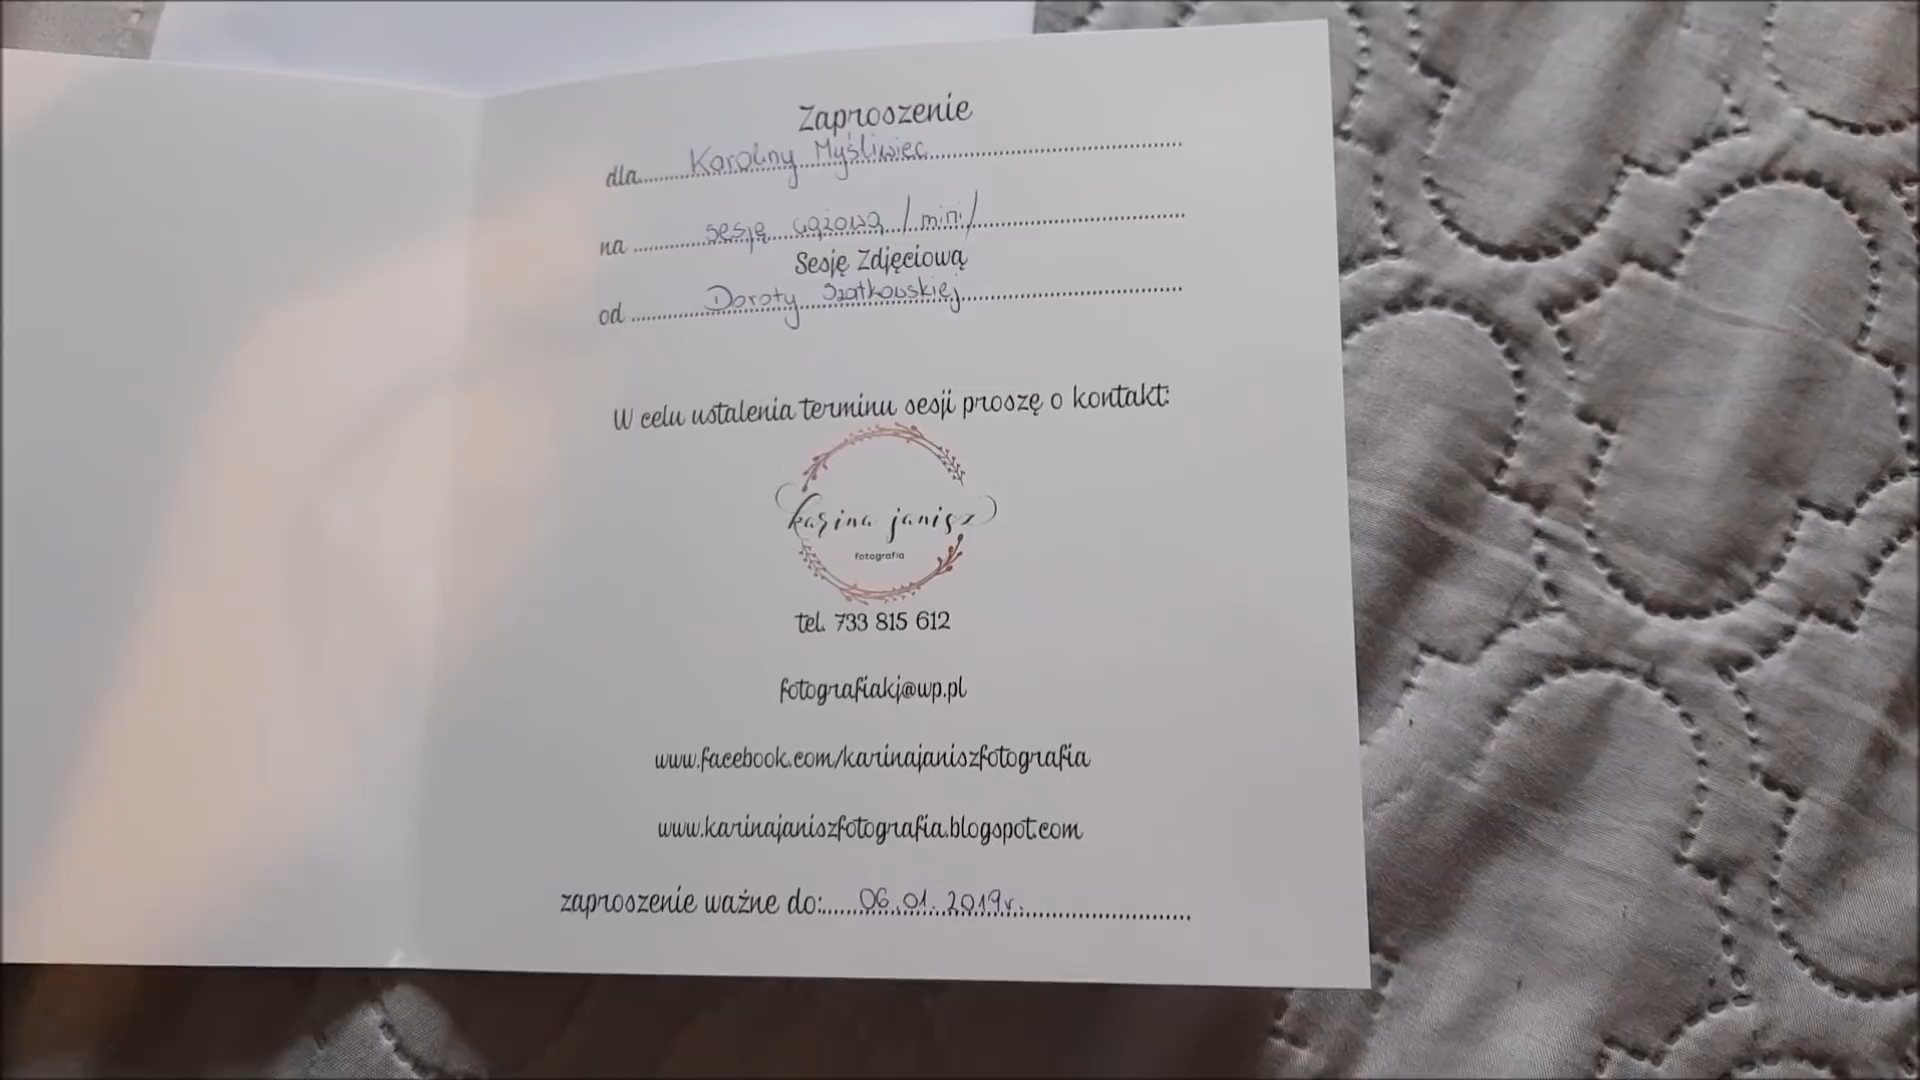 Zaproszenie
dla Karoliny Myśliwiec
na sesję ciążową /mini/
Sesję Zdjęciową
od Doroty Szatkowskiej
W celu ustalenia terminu sesji proszę o kontakt:
karina janisz
fotografia
tel. 733 815 612
fotografiakj@wp.pl
www.facebook.com/karinajaniszfotografia
www.karinajaniszfotografia.blogspot.com
zaproszenie ważne do: 06.01.2019r.